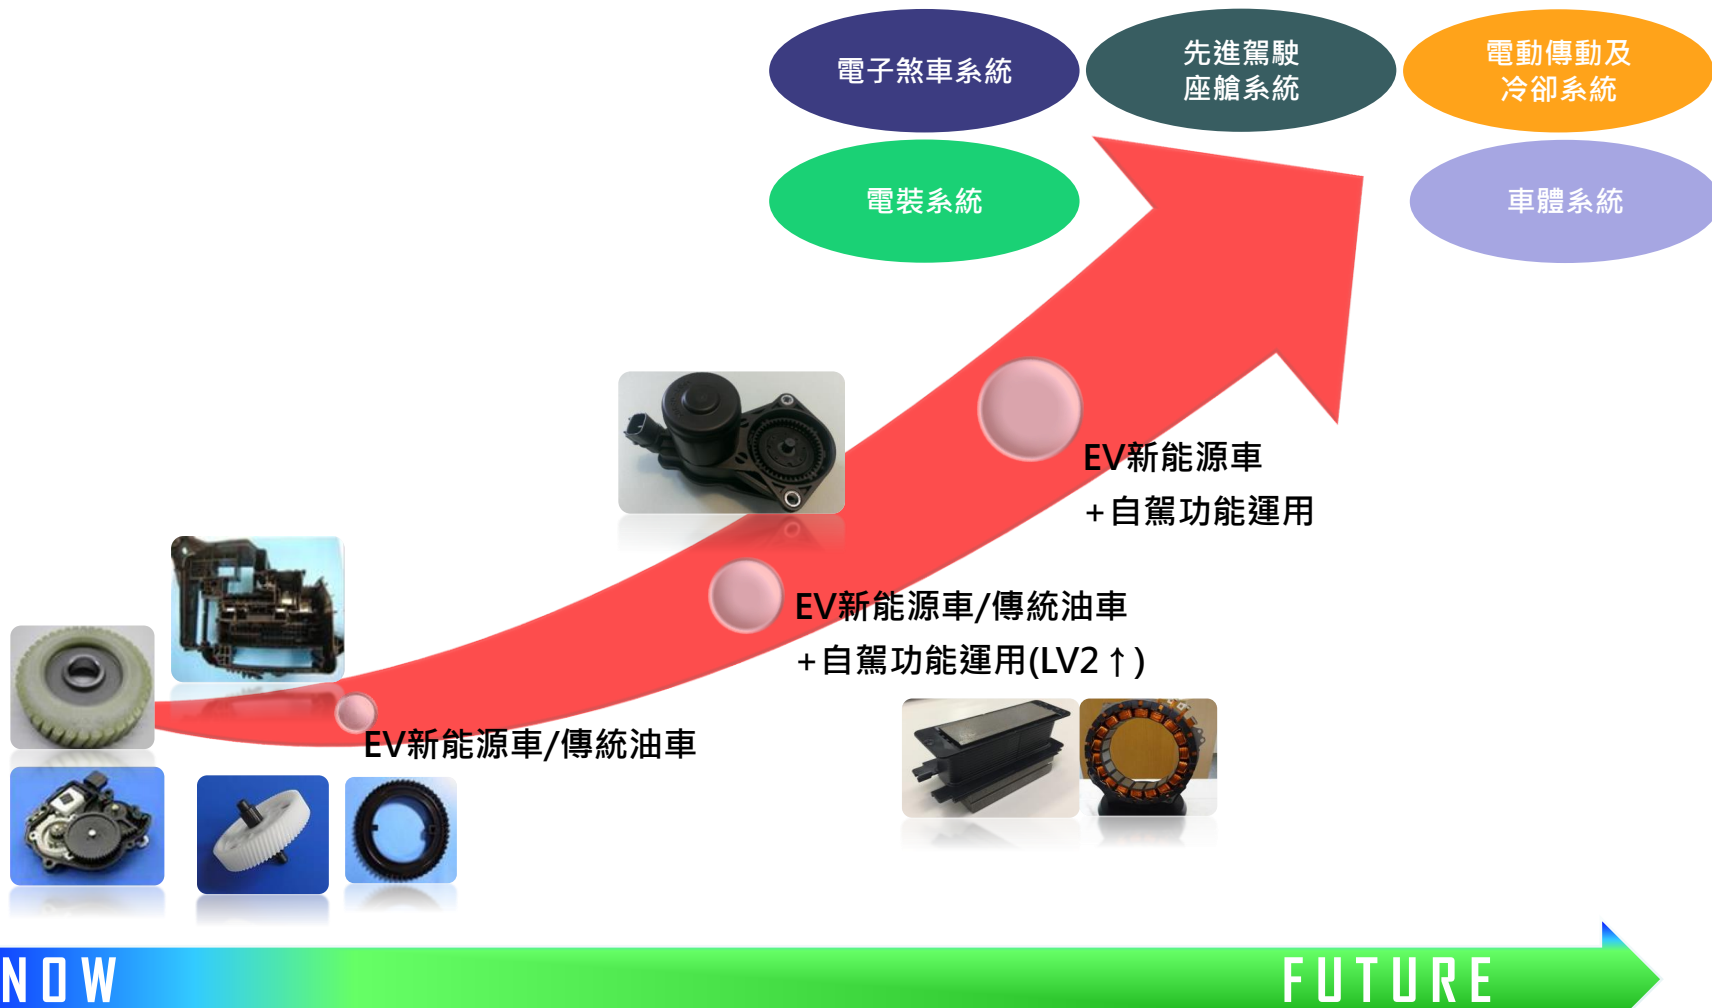 電子煞車系統
先進駕駛
座艙系統
電動傳動及
冷卻系統
電裝系統
車體系統
EV新能源車
+自駕功能運用
EV新能源車/傳統油車
+自駕功能運用(LV2↑)
EV新能源車/傳統油車
NOW
FUTURE